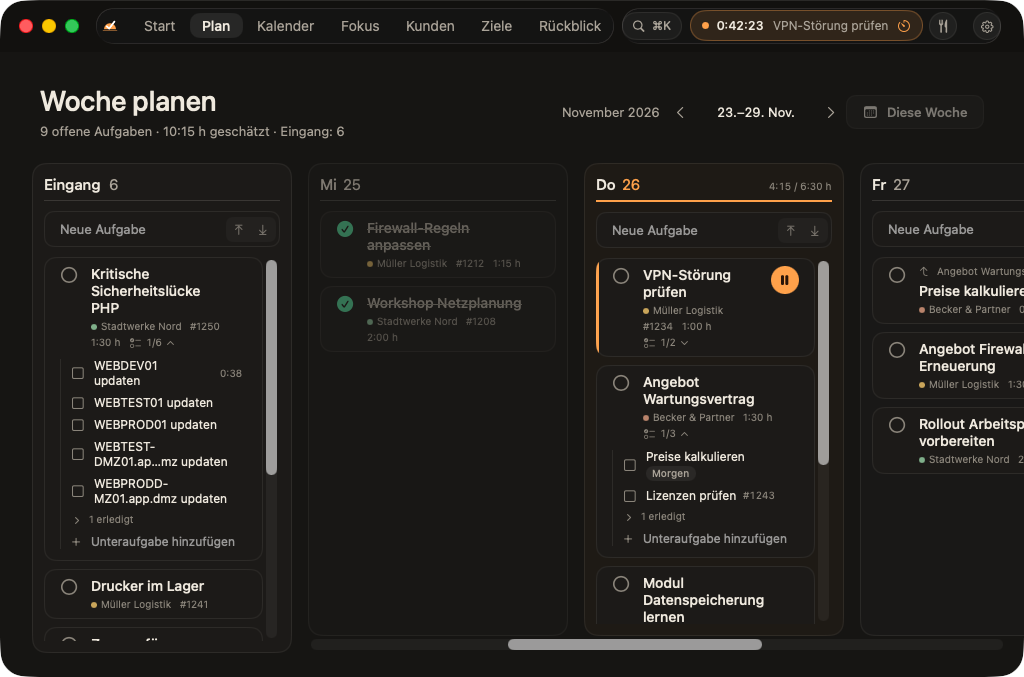 Start Plan Kalender Fokus Kunden Ziele Rückblick ⌘K 0:42:23 VPN-Störung prüfen
Woche planen
9 offene Aufgaben · 10:15 h geschätzt · Eingang: 6
November 2026 23.–29. Nov. Diese Woche
Eingang 6
Neue Aufgabe
Kritische
Sicherheitslücke
PHP
Stadtwerke Nord #1250
1:30 h 1/6
WEBDEV01
updaten
0:38
WEBTEST01 updaten
WEBPROD01 updaten
WEBTEST-
DMZ01.ap…mz updaten
WEBPRODD-
MZ01.app.dmz updaten
1 erledigt
Unteraufgabe hinzufügen
Drucker im Lager
Müller Logistik #1241
Mi 25
Firewall-Regeln
anpassen
Müller Logistik #1212 1:15 h
Workshop Netzplanung
Stadtwerke Nord #1208
2:00 h
Do 26 4:15 / 6:30 h
Neue Aufgabe
VPN-Störung
prüfen
Müller Logistik
#1234 1:00 h
1/2
Angebot
Wartungsvertrag
Becker & Partner 1:30 h
1/3
Preise kalkulieren
Morgen
Lizenzen prüfen #1243
1 erledigt
Unteraufgabe hinzufügen
Modul
Datenspeicherung
lernen
Fr 27
Neue Aufgabe
Angebot Wartungs
Preise kalkuliere
Becker & Partner
Angebot Firewa
Erneuerung
Müller Logistik 1:30
Rollout Arbeitsp
vorbereiten
Stadtwerke Nord 2